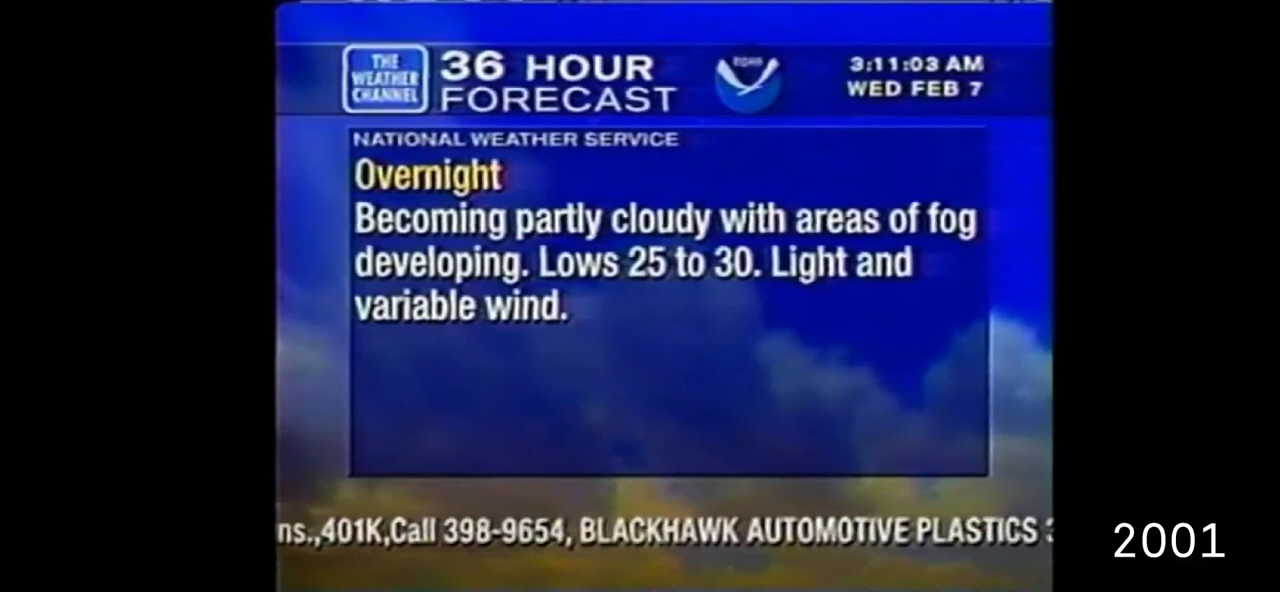 THE
WEATHER
CHANNEL
36 HOUR
FORECAST
3:11:03 AM
WED FEB 7
NATIONAL WEATHER SERVICE
Overnight
Becoming partly cloudy with areas of fog
developing. Lows 25 to 30. Light and
variable wind.
ns.,401K,Call 398-9654, BLACKHAWK AUTOMOTIVE PLASTICS
2001